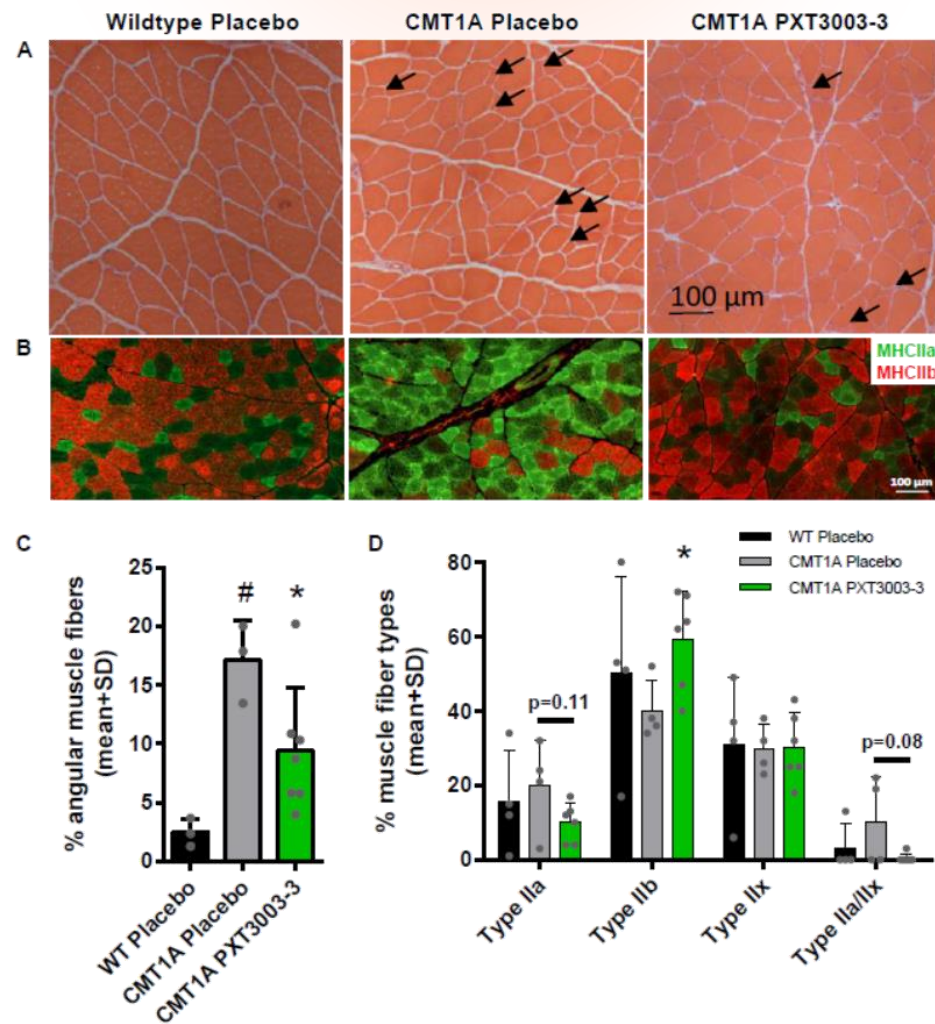 Wildtype Placebo
CMT1A Placebo
CMT1A PXT3003-3
A
100 µm
B
MHCIIa
MHCIIb
100 µm
C
25
20
15
10
5
0
% angular muscle fibers
(mean+SD)
#
*
WT Placebo
CMT1A Placebo
CMT1A PXT3003-3
D
WT Placebo
CMT1A Placebo
CMT1A PXT3003-3
80
60
40
20
0
% muscle fiber types
(mean+SD)
p=0.11
*
p=0.08
Type IIa
Type IIb
Type IIx
Type IIa/IIx